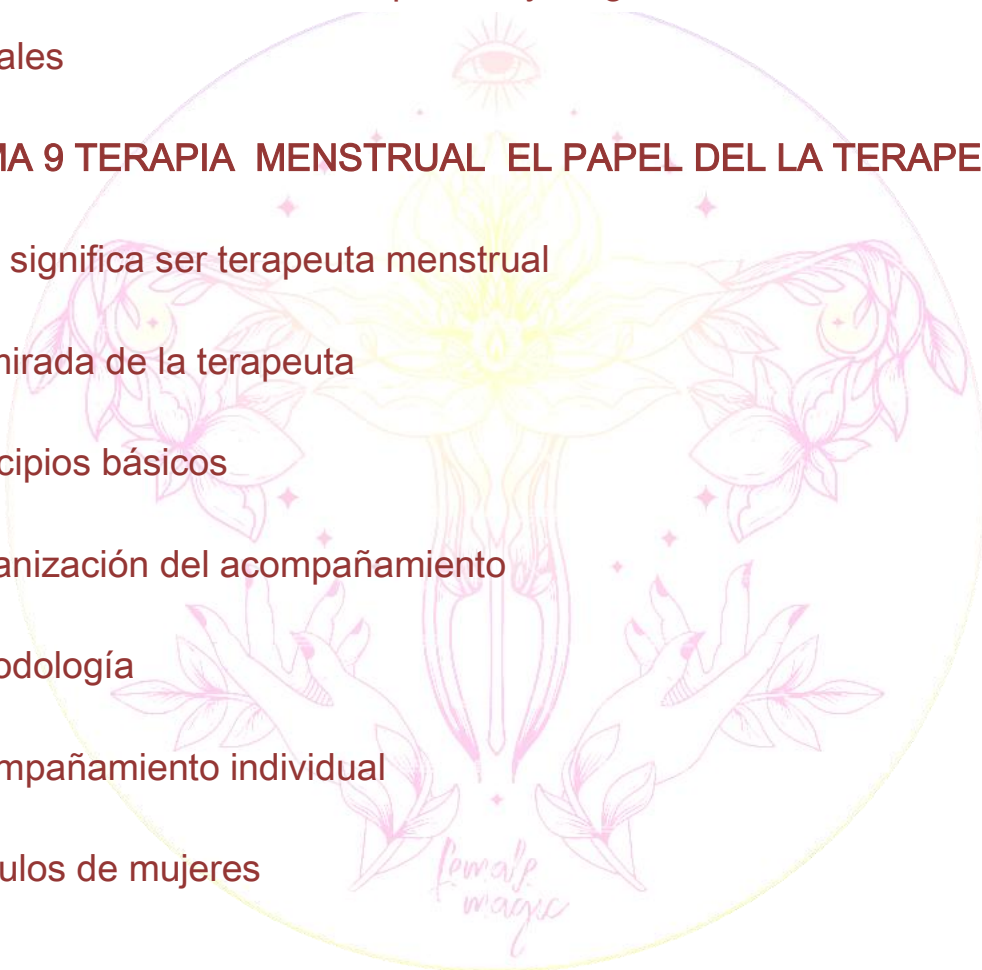 ales
MA 9 TERAPIA MENSTRUAL EL PAPEL DEL LA TERAPE
significa ser terapeuta menstrual
mirada de la terapeuta
cipios básicos
anización del acompañamiento
odología
mpañamiento individual
ulos de mujeres
female
magic